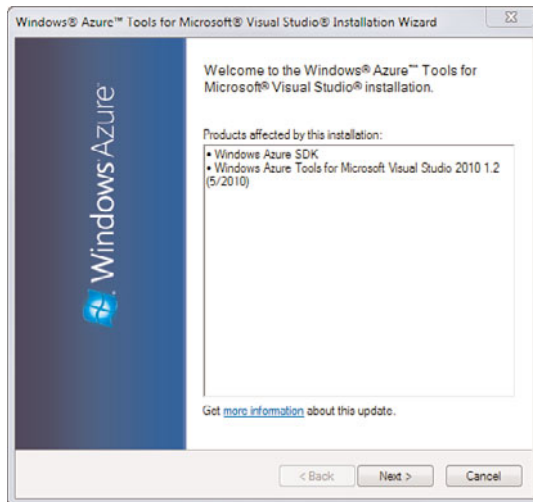 Windows® Azure™ Tools for Microsoft® Visual Studio® Installation Wizard
Windows Azure™
Welcome to the Windows® Azure™ Tools for
Microsoft® Visual Studio® installation.
Products affected by this installation:
• Windows Azure SDK
• Windows Azure Tools for Microsoft Visual Studio 2010 1.2
(5/2010)
Get more information about this update.
< Back
Next >
Cancel